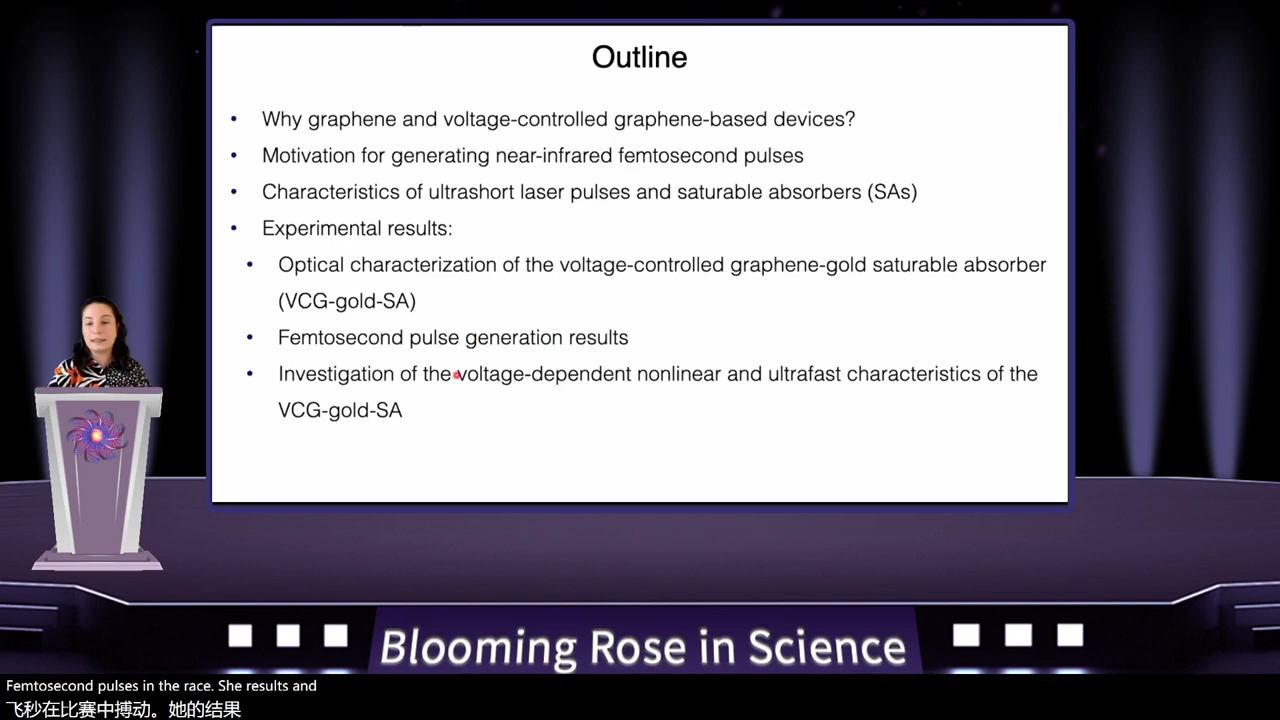 Outline
• Why graphene and voltage-controlled graphene-based devices?
• Motivation for generating near-infrared femtosecond pulses
• Characteristics of ultrashort laser pulses and saturable absorbers (SAs)
• Experimental results:
• Optical characterization of the voltage-controlled graphene-gold saturable absorber
(VCG-gold-SA)
• Femtosecond pulse generation results
• Investigation of the voltage-dependent nonlinear and ultrafast characteristics of the
VCG-gold-SA
Blooming Rose in Science
Femtosecond pulses in the race. She results and
飞秒在比赛中搏动。她的结果